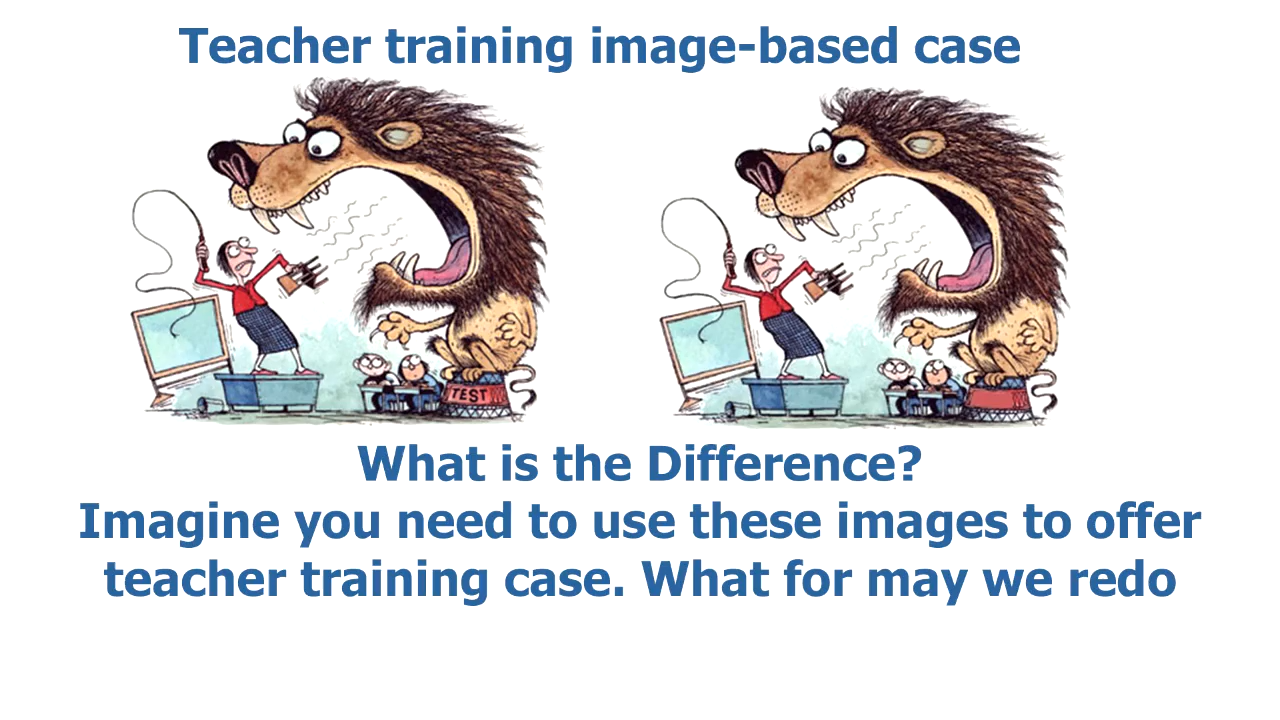 Teacher training image-based case
TEST
What is the Difference?
Imagine you need to use these images to offer
teacher training case. What for may we redo